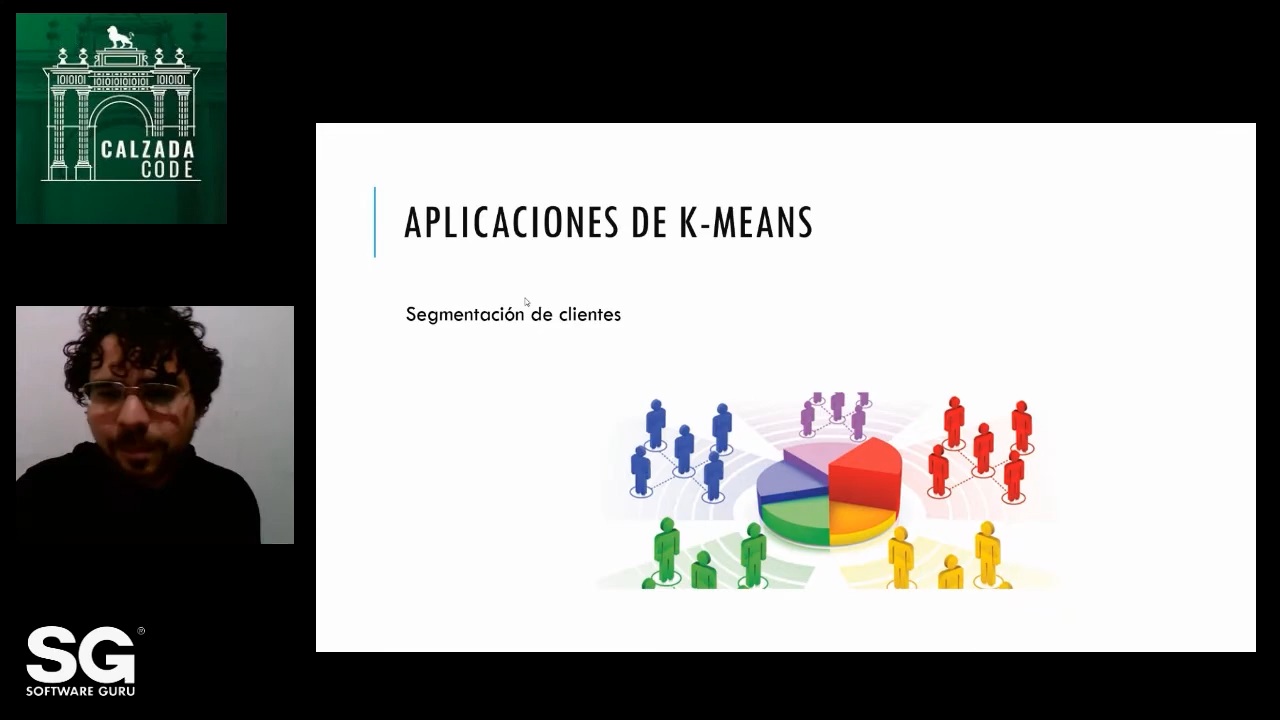 CALZADA
CODE
APLICACIONES DE K-MEANS
Segmentación de clientes
SG®
SOFTWARE GURU